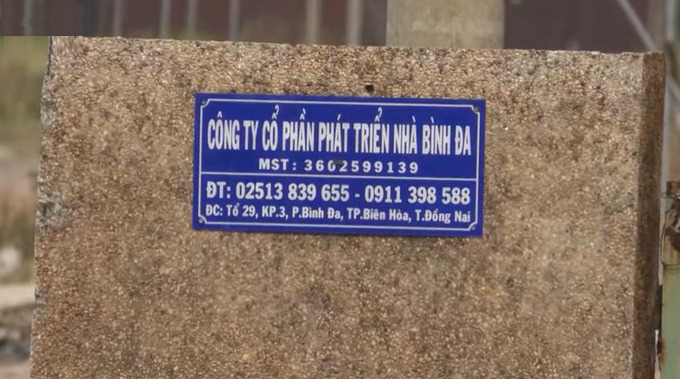 CÔNG TY CỔ PHẦN PHÁT TRIỂN NHÀ BÌNH ĐA
MST: 3602599139
ĐT: 02513 839 655 - 0911 398 588
ĐC: Tổ 29, KP.3, P.Bình Đa, TP.Biên Hòa, T.Đồng Nai